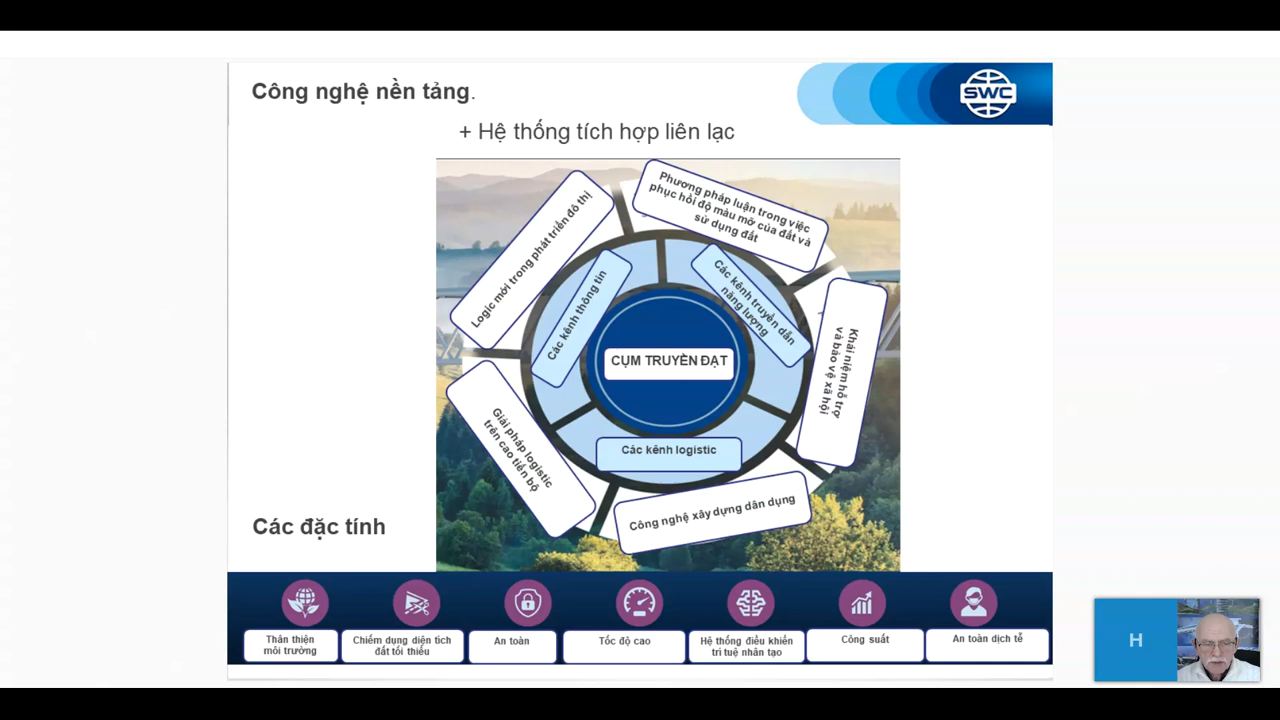 Công nghệ nền tảng.
SWC
+ Hệ thống tích hợp liên lạc
Phương pháp luận trong việc
phục hồi độ màu mỡ của đất và
sử dụng đất
Logic mới trong phát triển đô thị
Các kênh thông tin
Các kênh truyền dẫn
năng lượng
Khái niệm hỗ trợ
và bảo vệ xã hội
CỤM TRUYỀN ĐẠT
Giải pháp logistic
trên cao tiến bộ
Các kênh logistic
Công nghệ xây dựng dân dụng
Các đặc tính
Thân thiện
môi trường
Chiếm dụng diện tích
đất tối thiểu
An toàn
Tốc độ cao
Hệ thống điều khiển
trí tuệ nhân tạo
Công suất
An toàn dịch tễ
H